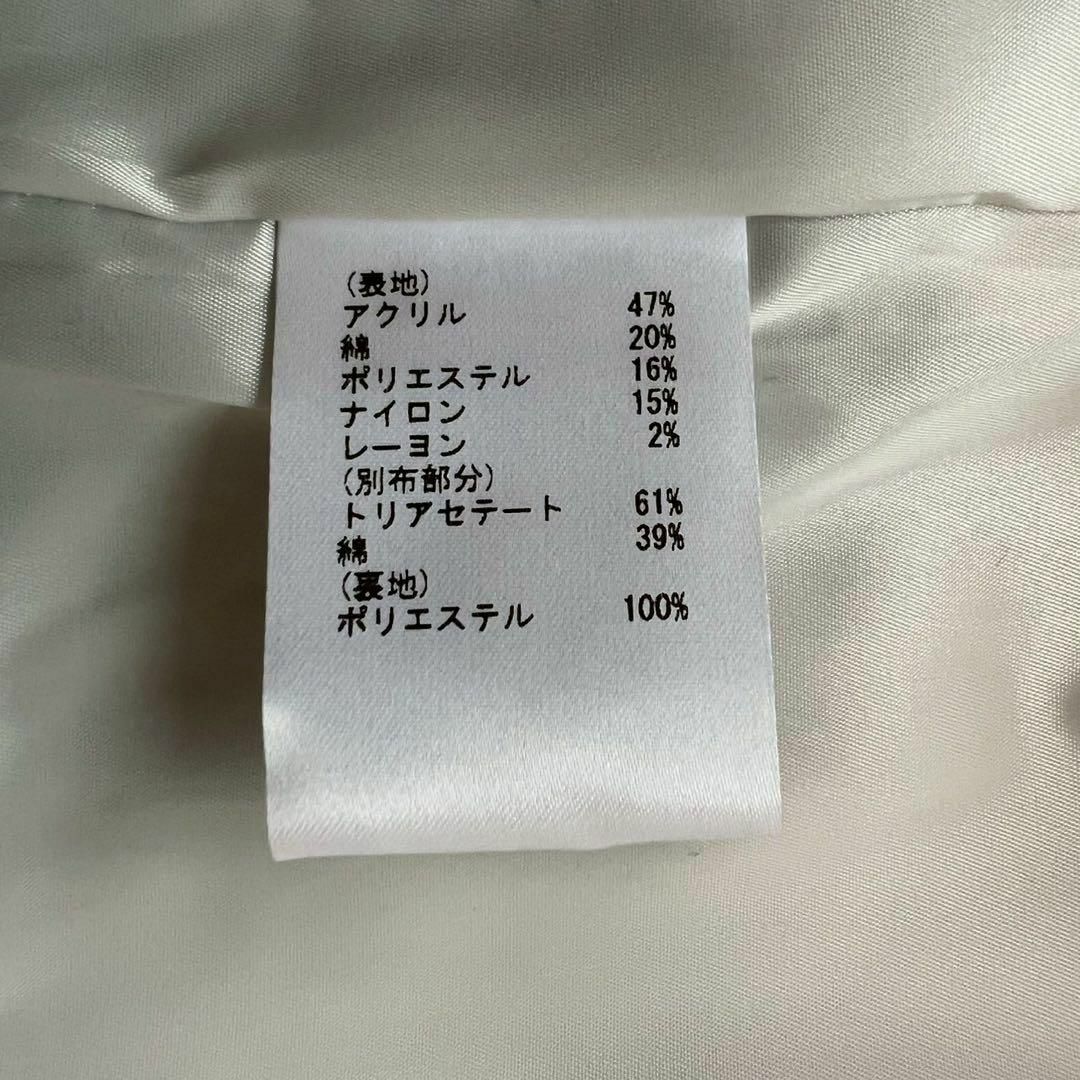 (表地)
アクリル 47%
綿 20%
ポリエステル 16%
ナイロン 15%
レーヨン 2%
(別布部分)
トリアセテート 61%
綿 39%
(裏地)
ポリエステル 100%